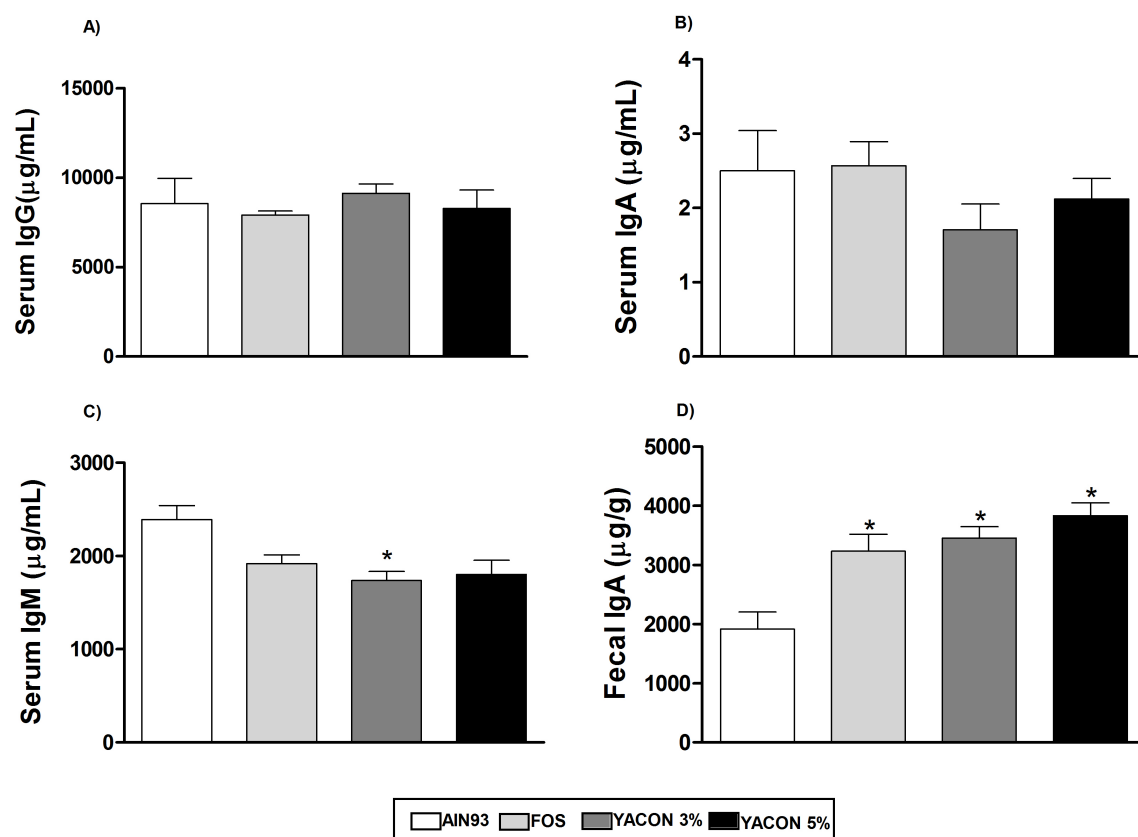 A)
Serum IgG(μg/mL)
15000
10000
5000
0
B)
Serum IgA (μg/mL)
4
3
2
1
0
C)
Serum IgM (μg/mL)
3000
2000
1000
0
*
D)
Fecal IgA (μg/g)
5000
4000
3000
2000
1000
0
* * *
AIN93 FOS YACON 3% YACON 5%